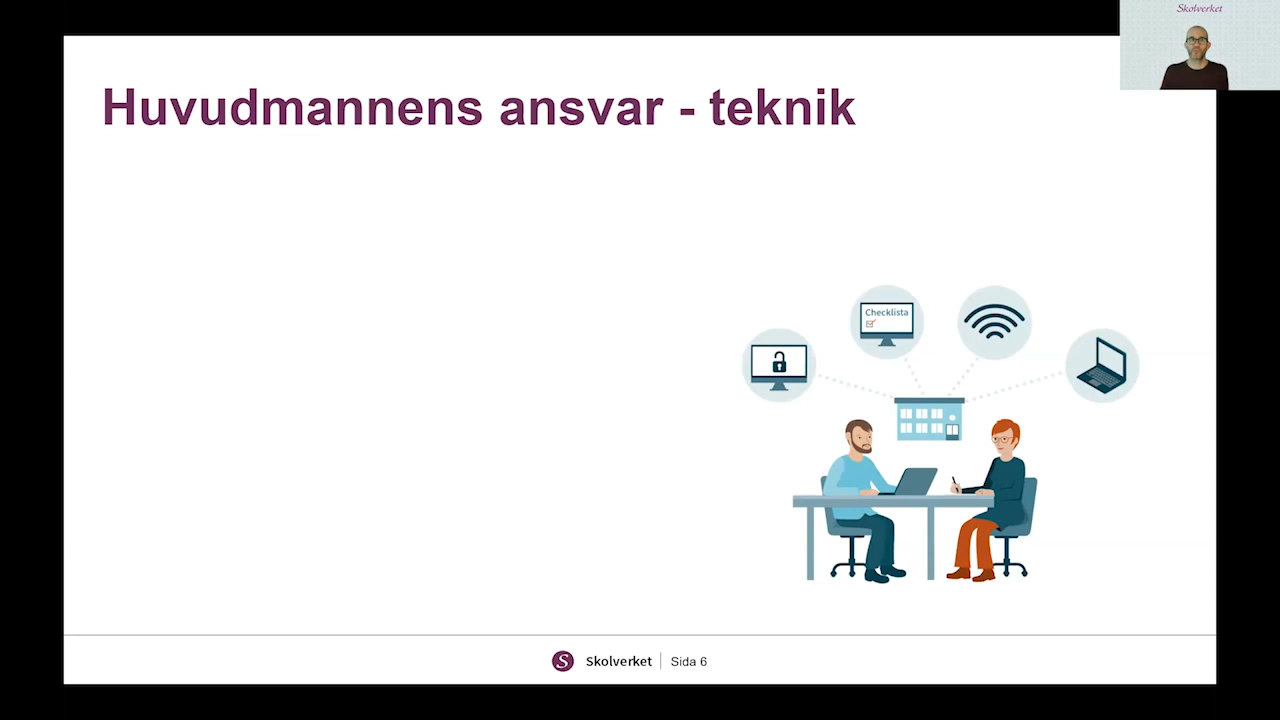 Skolverket
Huvudmannens ansvar - teknik
Checklista
S Skolverket Sida 6